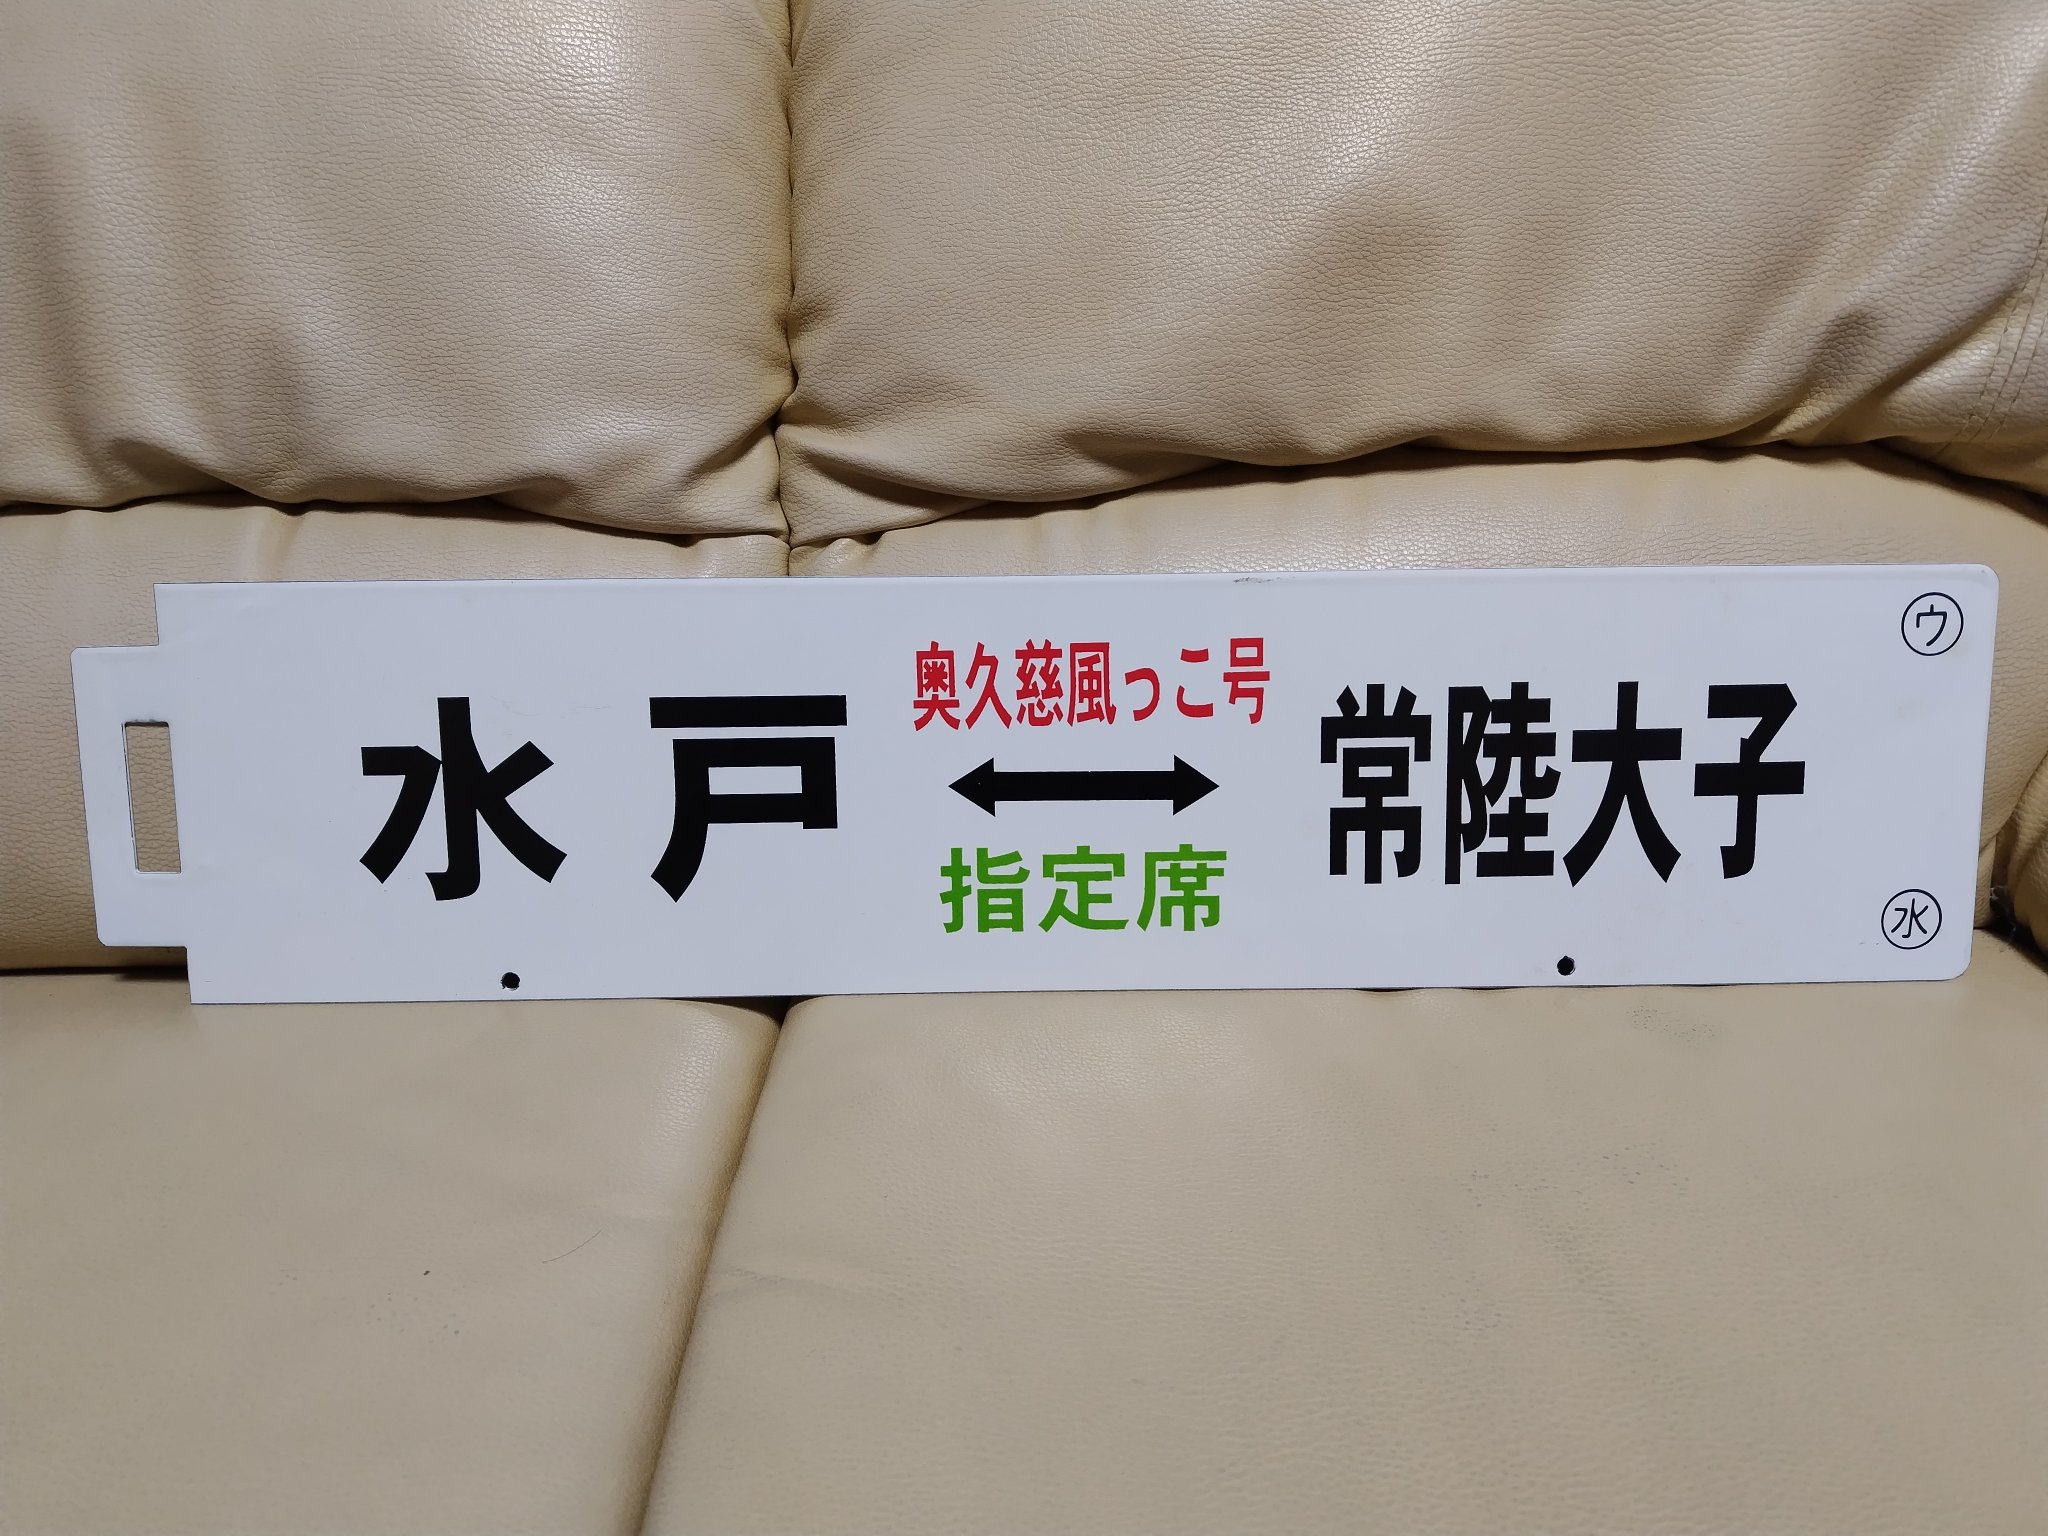 奥久慈風っこ号
水戸 ↔ 常陸大子
指定席
ウ
水